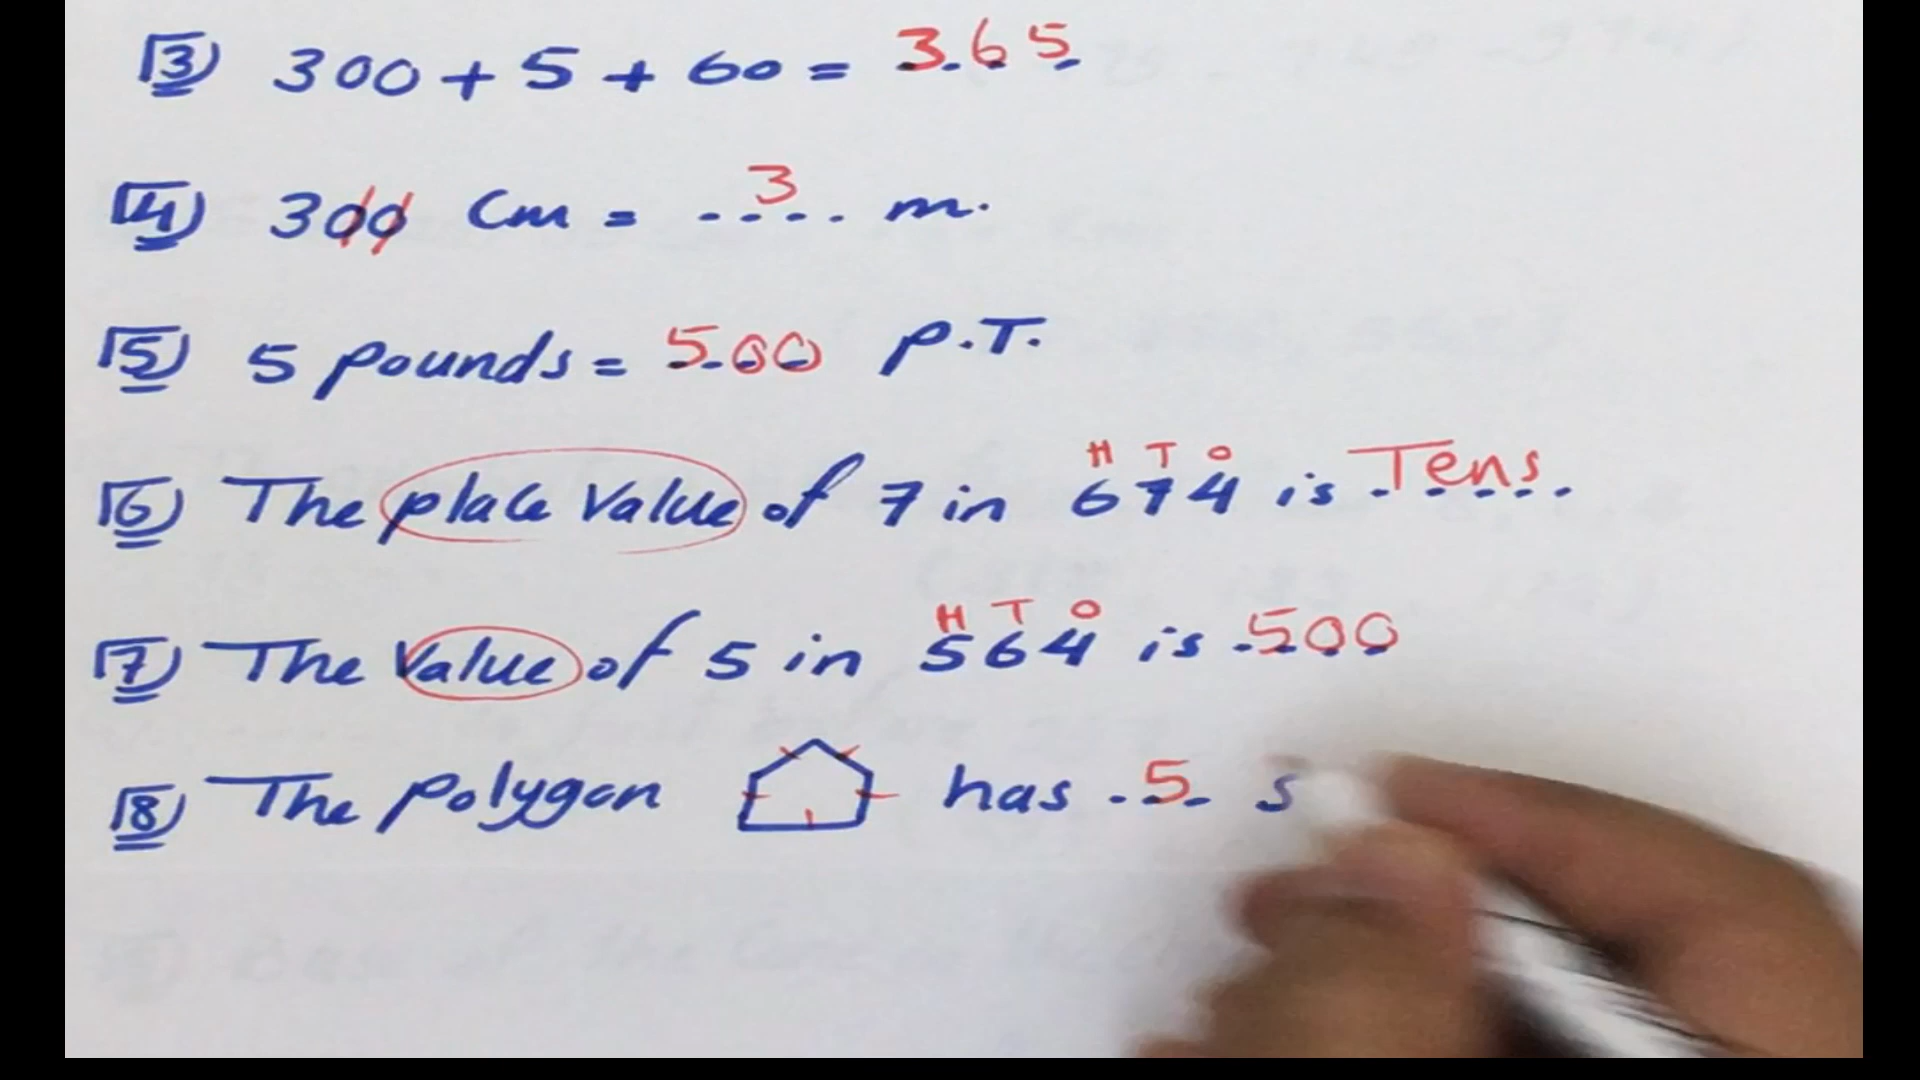 3 300 + 5 + 60 = 365
4 300 Cm = 3 m.
5 5 pounds = 500 P.T.
6 The place value of 7 in 674 is Tens
H T O
7 The value of 5 in 564 is 500
H T O
8 The polygon has 5 s